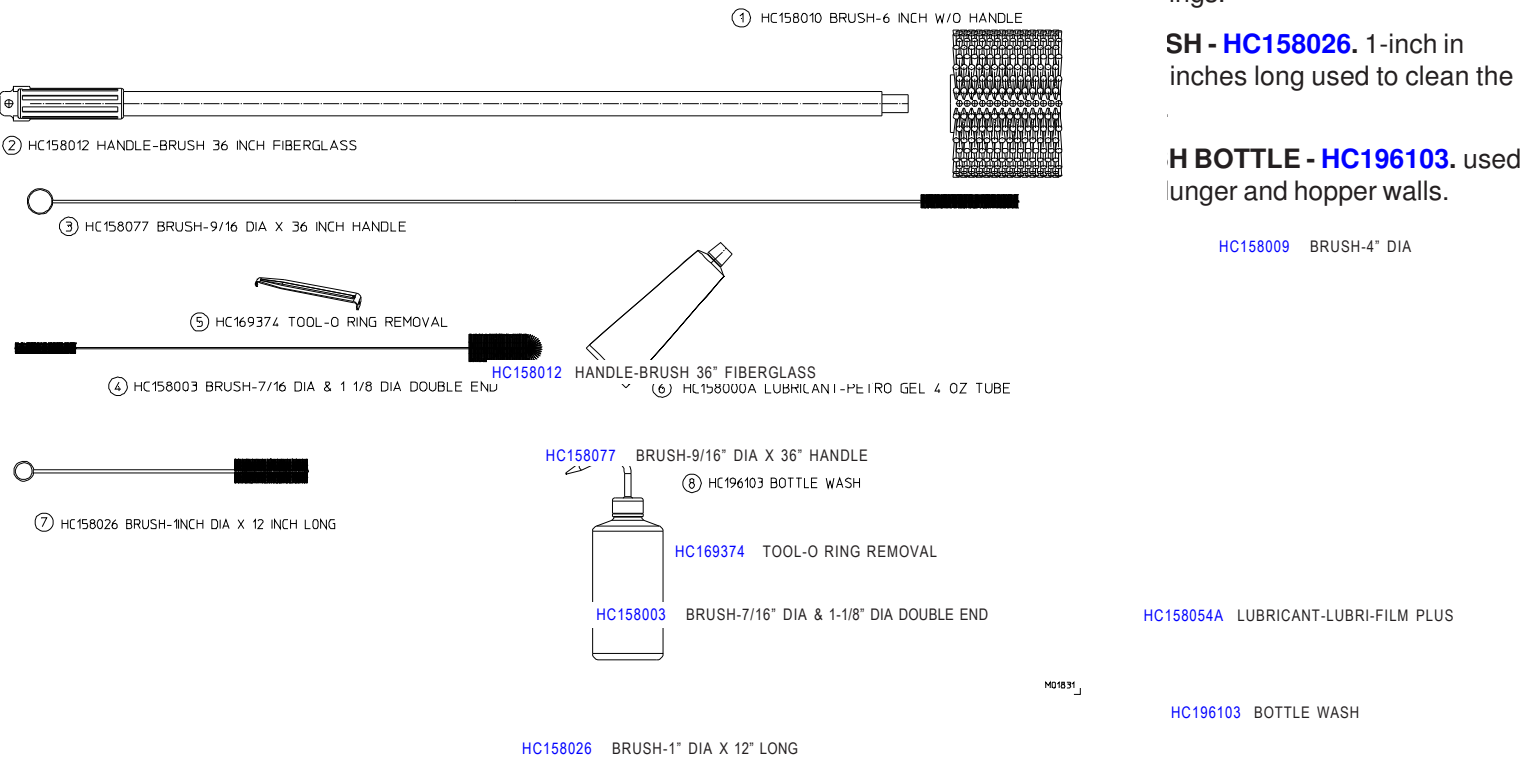 ① HC158010 BRUSH-6 INCH W/O HANDLE
SH - HC158026. 1-inch in
inches long used to clean the
② HC158012 HANDLE-BRUSH 36 INCH FIBERGLASS
H BOTTLE - HC196103. used
lunger and hopper walls.
③ HC158077 BRUSH-9/16 DIA X 36 INCH HANDLE
HC158009 BRUSH-4” DIA
⑤ HC169374 TOOL-O RING REMOVAL
HC158012 HANDLE-BRUSH 36” FIBERGLASS
④ HC158003 BRUSH-7/16 DIA & 1 1/8 DIA DOUBLE END
⑥ HC158000A LUBRICANT-PETRO GEL 4 OZ TUBE
HC158077 BRUSH-9/16” DIA X 36” HANDLE
⑧ HC196103 BOTTLE WASH
⑦ HC158026 BRUSH-1INCH DIA X 12 INCH LONG
HC169374 TOOL-O RING REMOVAL
HC158003 BRUSH-7/16” DIA & 1-1/8” DIA DOUBLE END
HC158054A LUBRICANT-LUBRI-FILM PLUS
M01831
HC196103 BOTTLE WASH
HC158026 BRUSH-1” DIA X 12” LONG